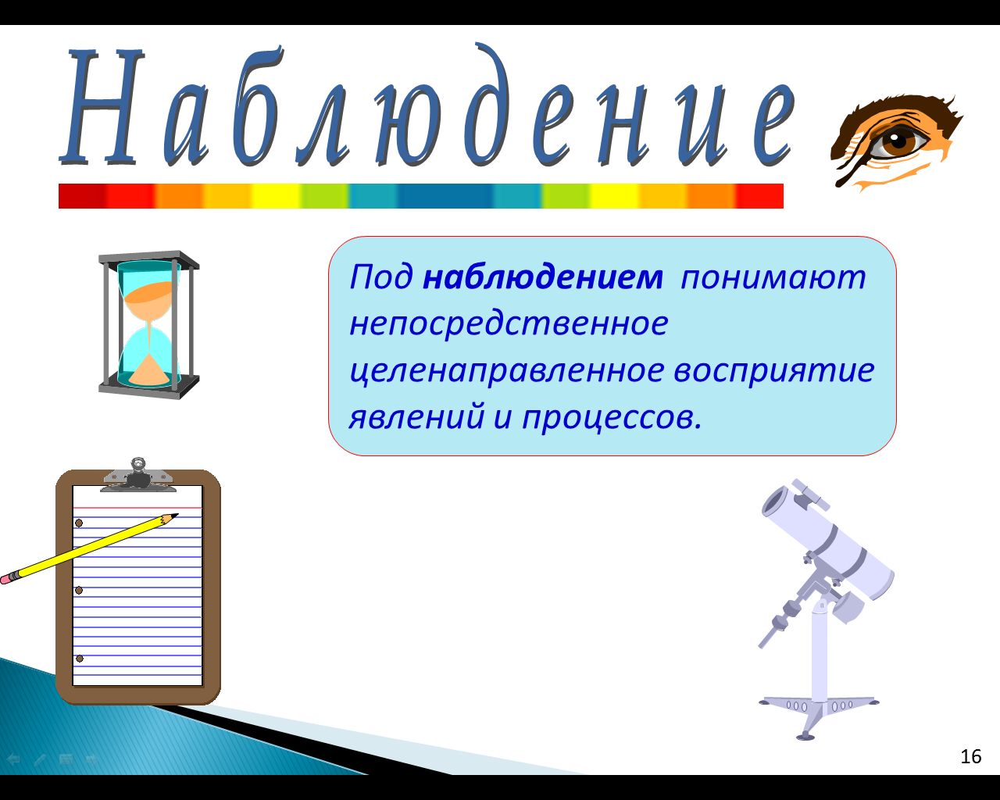 Наблюдение
Под наблюдением понимают
непосредственное
целенаправленное восприятие
явлений и процессов.
16